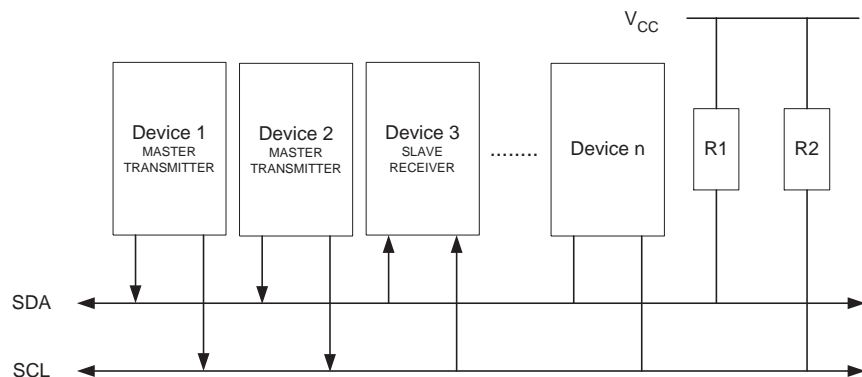 VCC
Device 1
MASTER
TRANSMITTER
Device 2
MASTER
TRANSMITTER
Device 3
SLAVE
RECEIVER
........
Device n
R1
R2
SDA
SCL